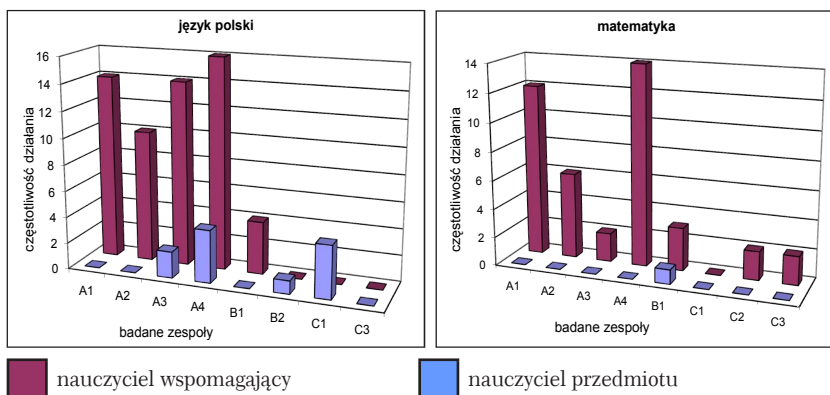 język polski
częstotliwość działania
16
14
12
10
8
6
4
2
0
A1 A2 A3 A4 B1 B2 C1 C3
badane zespoły
matematyka
częstotliwość działania
14
12
10
8
6
4
2
0
A1 A2 A3 A4 B1 C1 C2 C3
badane zespoły
nauczyciel wspomagający
nauczyciel przedmiotu